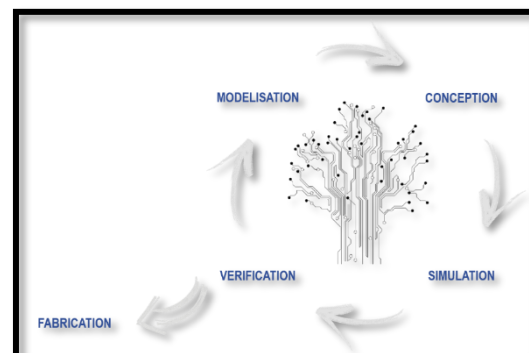 MODELISATION
CONCEPTION
VERIFICATION
SIMULATION
FABRICATION